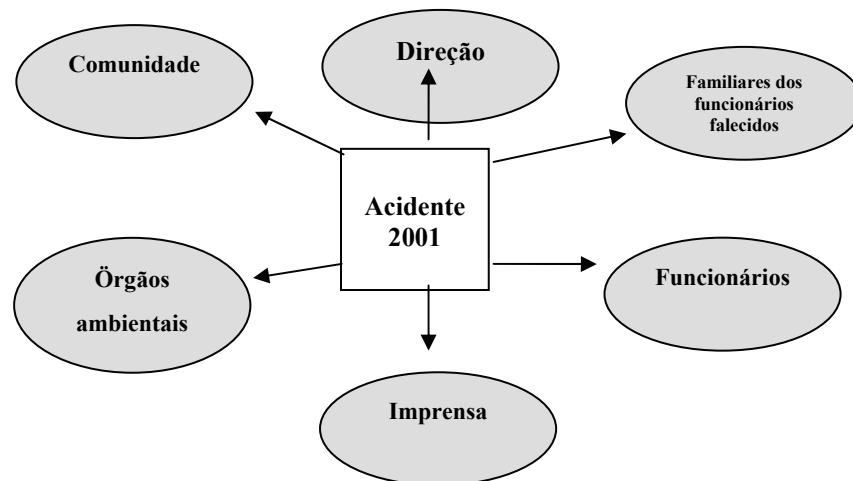 Comunidade
Direção
Familiares dos
funcionários
falecidos
Acidente
2001
Örgãos
ambientais
Funcionários
Imprensa